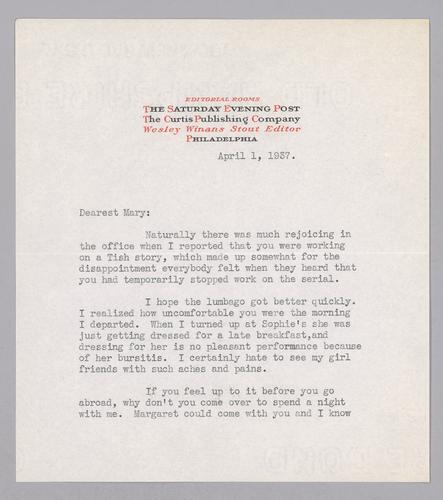 EDITORIAL ROOMS
THE SATURDAY EVENING POST
The Curtis Publishing Company
Wesley Winans Stout Editor
PHILADELPHIA
April 1, 1937.
Dearest Mary:
Naturally there was much rejoicing in
the office when I reported that you were working
on a Tish story, which made up somewhat for the
disappointment everybody felt when they heard that
you had temporarily stopped work on the serial.
I hope the lumbago got better quickly.
I realized how uncomfortable you were the morning
I departed. When I turned up at Sophie's she was
just getting dressed for a late breakfast,and
dressing for her is no pleasant performance because
of her bursitis. I certainly hate to see my girl
friends with such aches and pains.
If you feel up to it before you go
abroad, why don't you come over to spend a night
with me. Margaret could come with you and I know